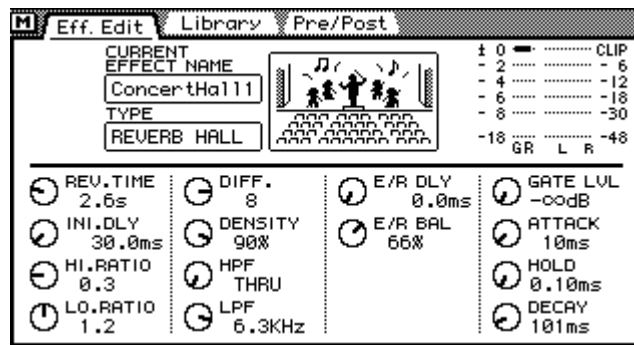 M Eff. Edit Library Pre/Post
CURRENT
EFFECT NAME
ConcertHall1
TYPE
REVERB HALL
± 0 CLIP
- 2 - 6
- 4 -12
- 6 -18
- 8 -30
-18 -48
GR L R
REV.TIME
2.6s
INI.DLY
30.0ms
HI.RATIO
0.3
LO.RATIO
1.2
DIFF.
8
DENSITY
90%
HPF
THRU
LPF
6.3KHz
E/R DLY
0.0ms
E/R BAL
66%
GATE LVL
-∞dB
ATTACK
10ms
HOLD
0.10ms
DECAY
101ms